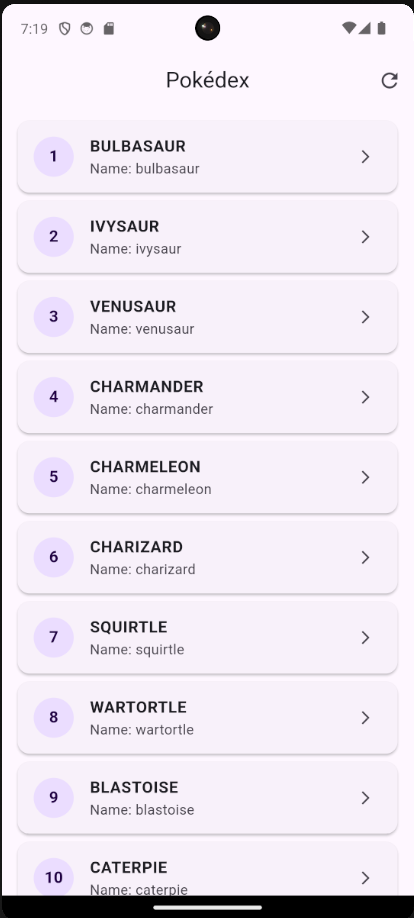 7:19
Pokédex
1
BULBASAUR
Name: bulbasaur
2
IVYSAUR
Name: ivysaur
3
VENUSAUR
Name: venusaur
4
CHARMANDER
Name: charmander
5
CHARMELEON
Name: charmeleon
6
CHARIZARD
Name: charizard
7
SQUIRTLE
Name: squirtle
8
WARTORTLE
Name: wartortle
9
BLASTOISE
Name: blastoise
10
CATERPIE
Name: caterpie